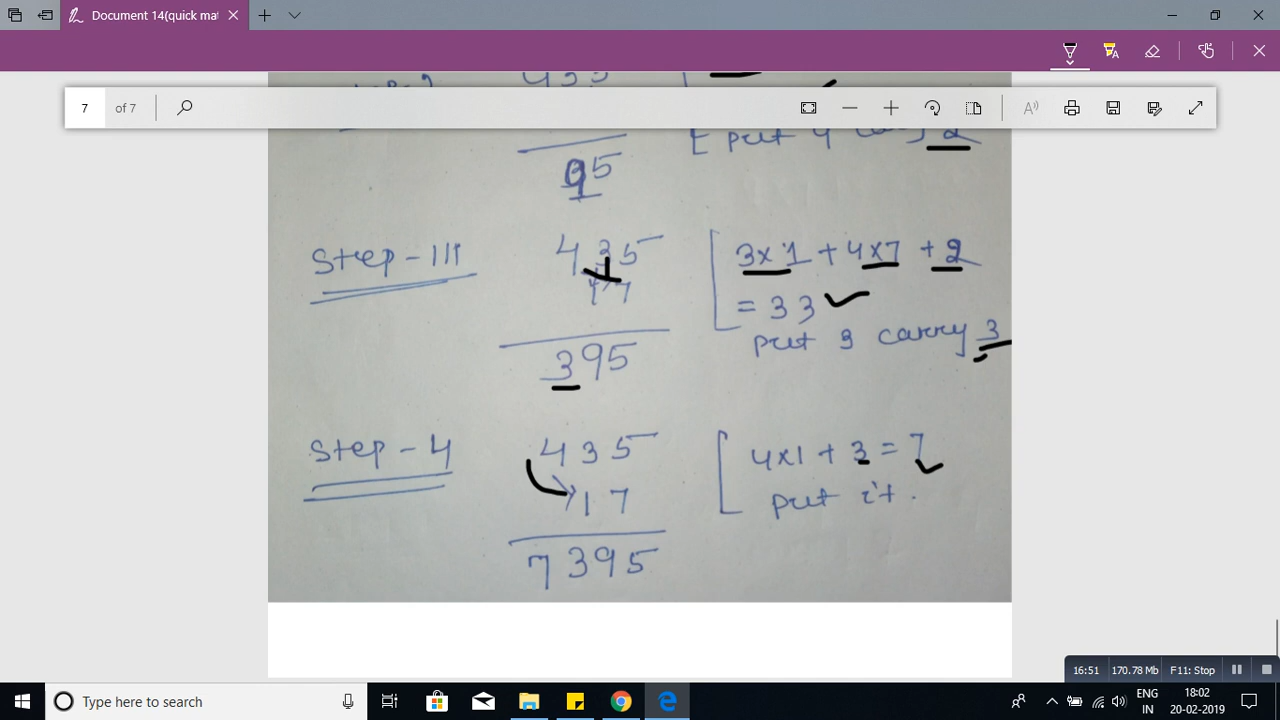 Document 14(quick mat
7 of 7
435
[ put 4
2
95
Step-III
435
17
395
[3x1 + 4x7 + 2
= 33
put 3 carry 3
Step-4
435
17
7395
[4x1 + 3 = 7
put it.
16:51 170.78 Mb F11: Stop
Type here to search
ENG
IN
18:02
20-02-2019